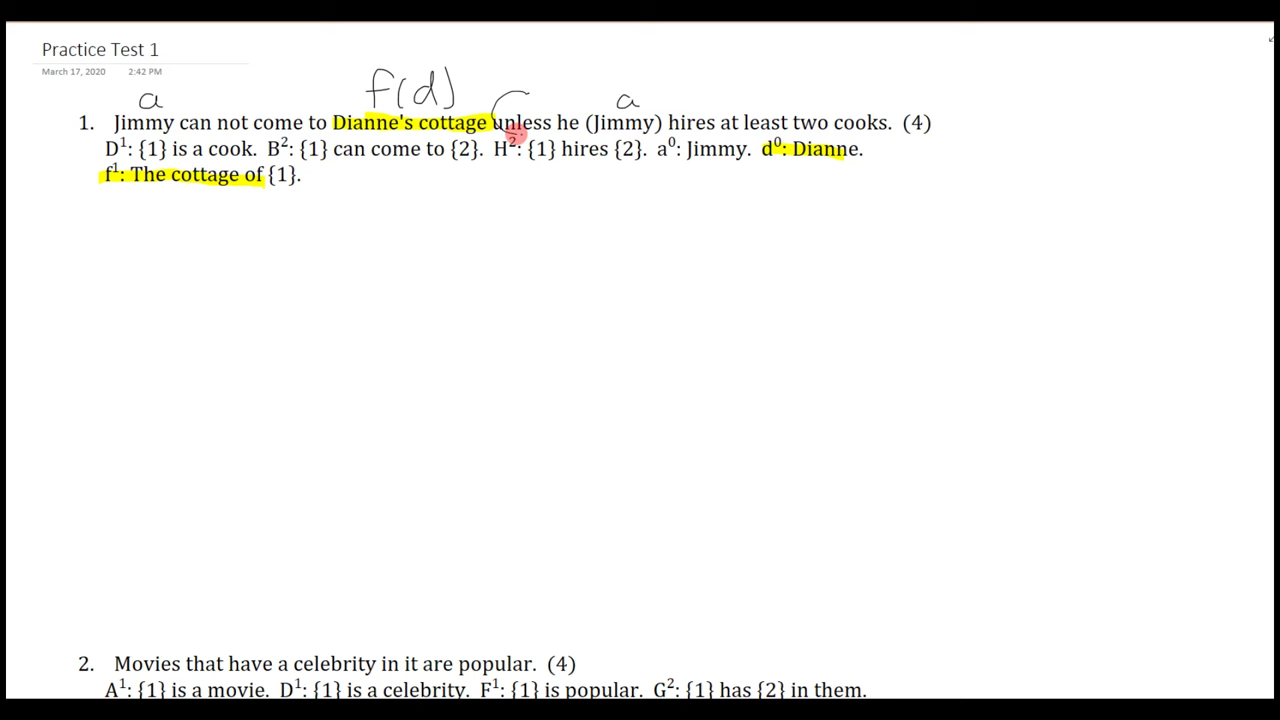 Practice Test 1
March 17, 2020 2:42 PM
a f(d) a
1. Jimmy can not come to Dianne's cottage unless he (Jimmy) hires at least two cooks. (4)
D¹: {1} is a cook. B²: {1} can come to {2}. H²: {1} hires {2}. a⁰: Jimmy. d⁰: Dianne.
f¹: The cottage of {1}.
2. Movies that have a celebrity in it are popular. (4)
A¹: {1} is a movie. D¹: {1} is a celebrity. F¹: {1} is popular. G²: {1} has {2} in them.